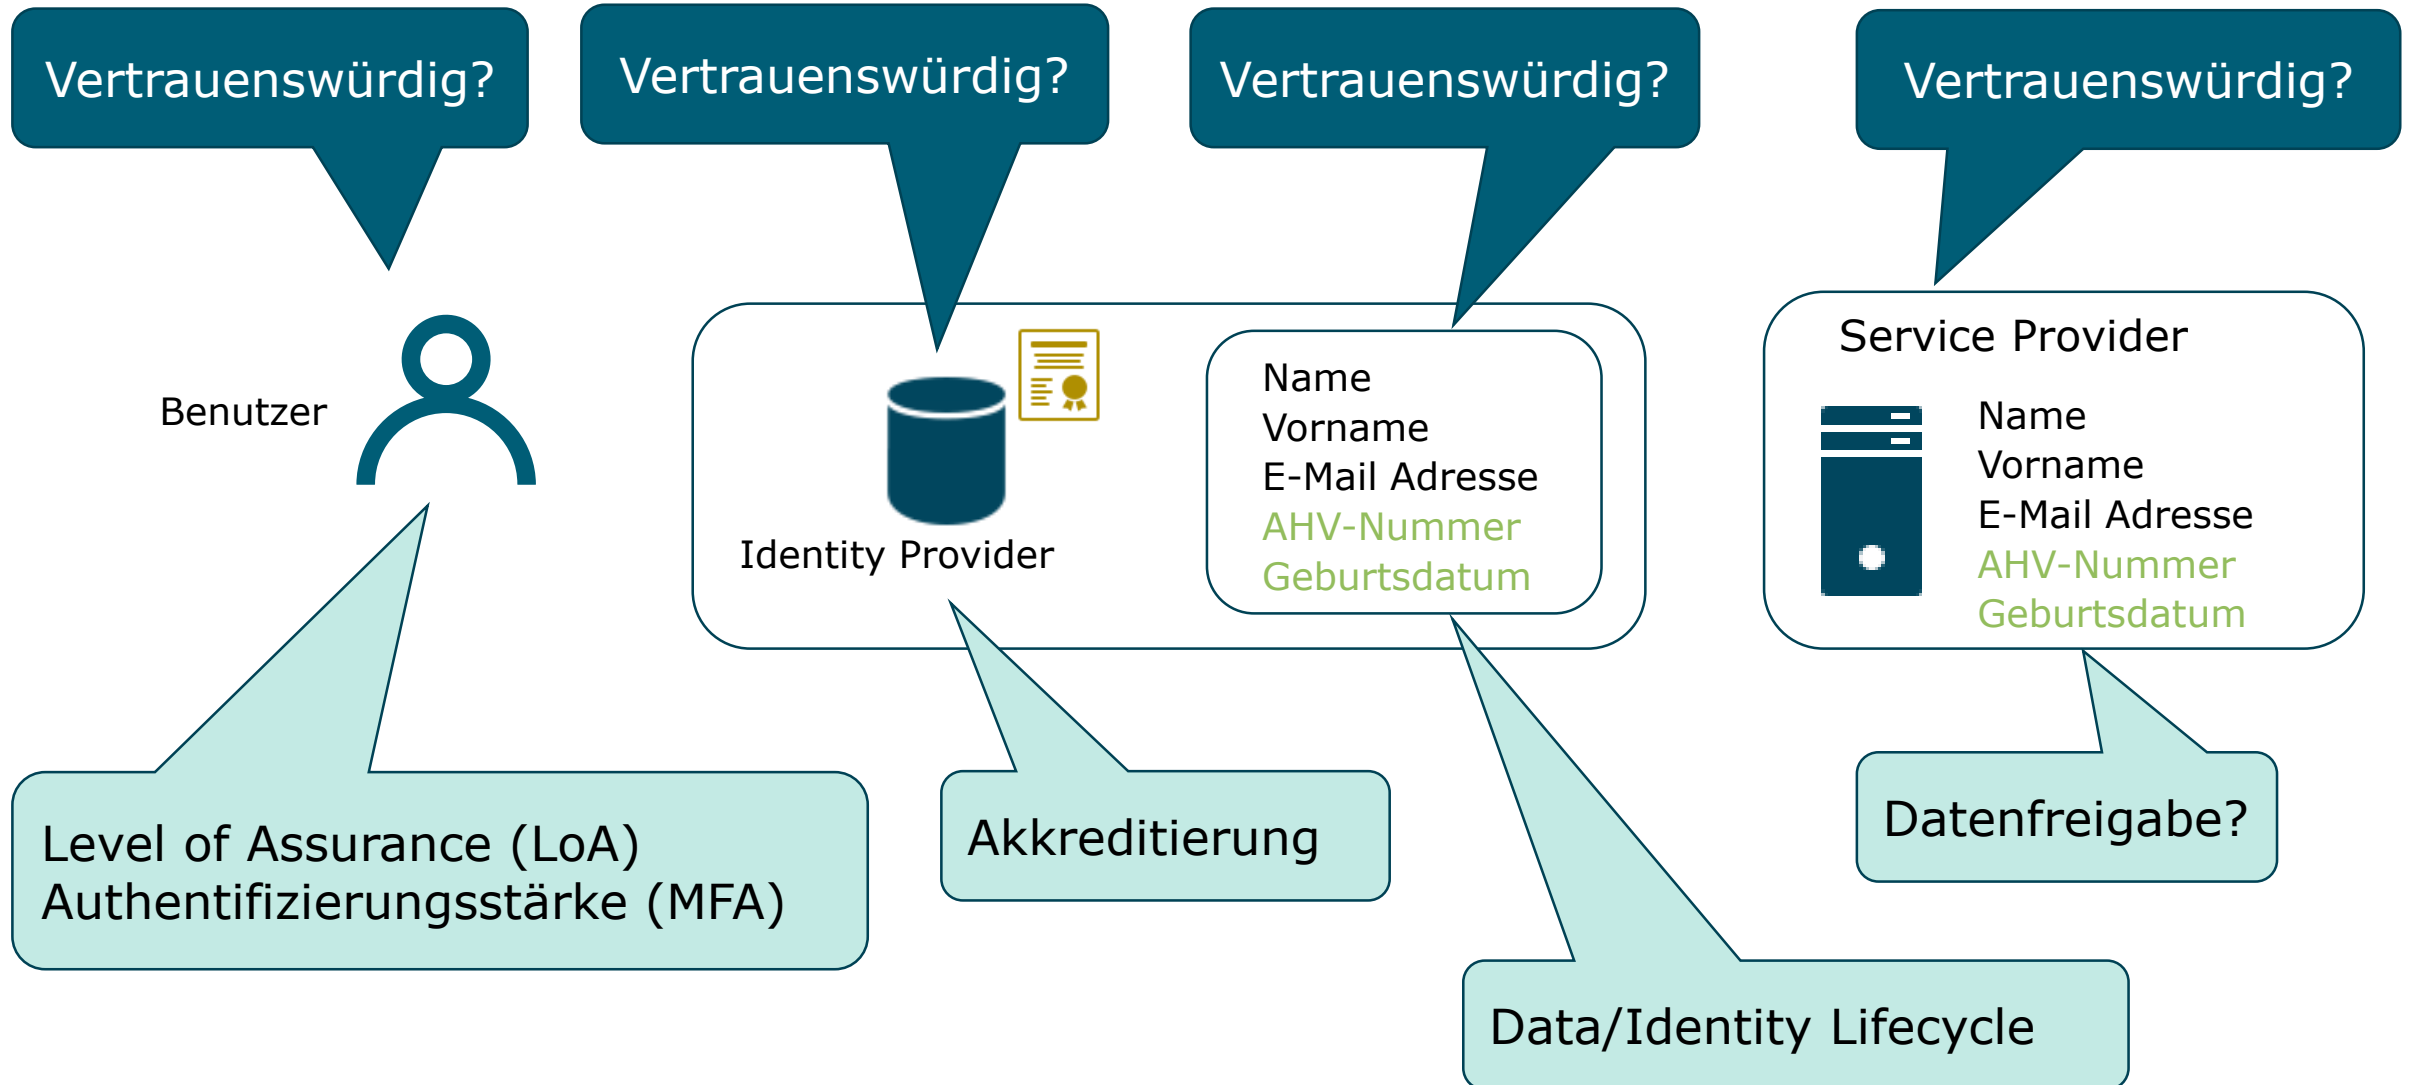 Vertrauenswürdig?
Vertrauenswürdig?
Vertrauenswürdig?
Vertrauenswürdig?
Benutzer
Identity Provider
Name
Vorname
E-Mail Adresse
AHV-Nummer
Geburtsdatum
Service Provider
Name
Vorname
E-Mail Adresse
AHV-Nummer
Geburtsdatum
Level of Assurance (LoA)
Authentifizierungsstärke (MFA)
Akkreditierung
Data/Identity Lifecycle
Datenfreigabe?